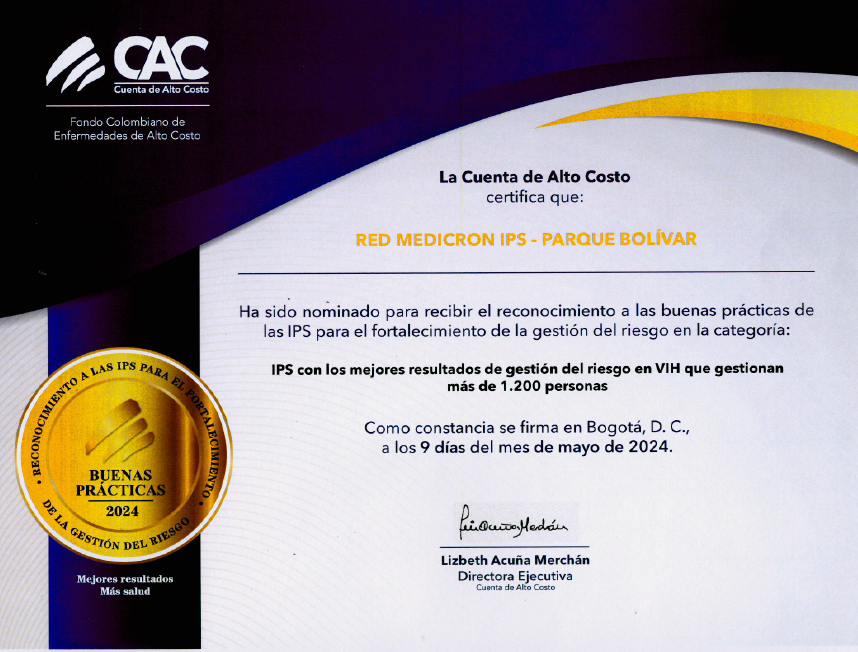 CAC
Cuenta de Alto Costo
Fondo Colombiano de
Enfermedades de Alto Costo
La Cuenta de Alto Costo
certifica que:
RED MEDICRON IPS - PARQUE BOLÍVAR
Ha sido nominado para recibir el reconocimiento a las buenas prácticas de
las IPS para el fortalecimiento de la gestión del riesgo en la categoría:
IPS con los mejores resultados de gestión del riesgo en VIH que gestionan
más de 1.200 personas
Como constancia se firma en Bogotá, D. C.,
a los 9 días del mes de mayo de 2024.
Lizbeth Acuña Merchán
Directora Ejecutiva
Cuenta de Alto Costo
• RECONOCIMIENTO A LAS IPS PARA EL FORTALECIMIENTO •
DE LA GESTIÓN DEL RIESGO
BUENAS
PRÁCTICAS
2024
Mejores resultados
Más salud